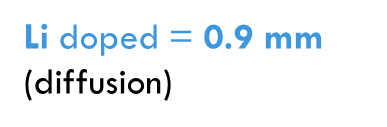 Li doped = 0.9 mm
(diffusion)